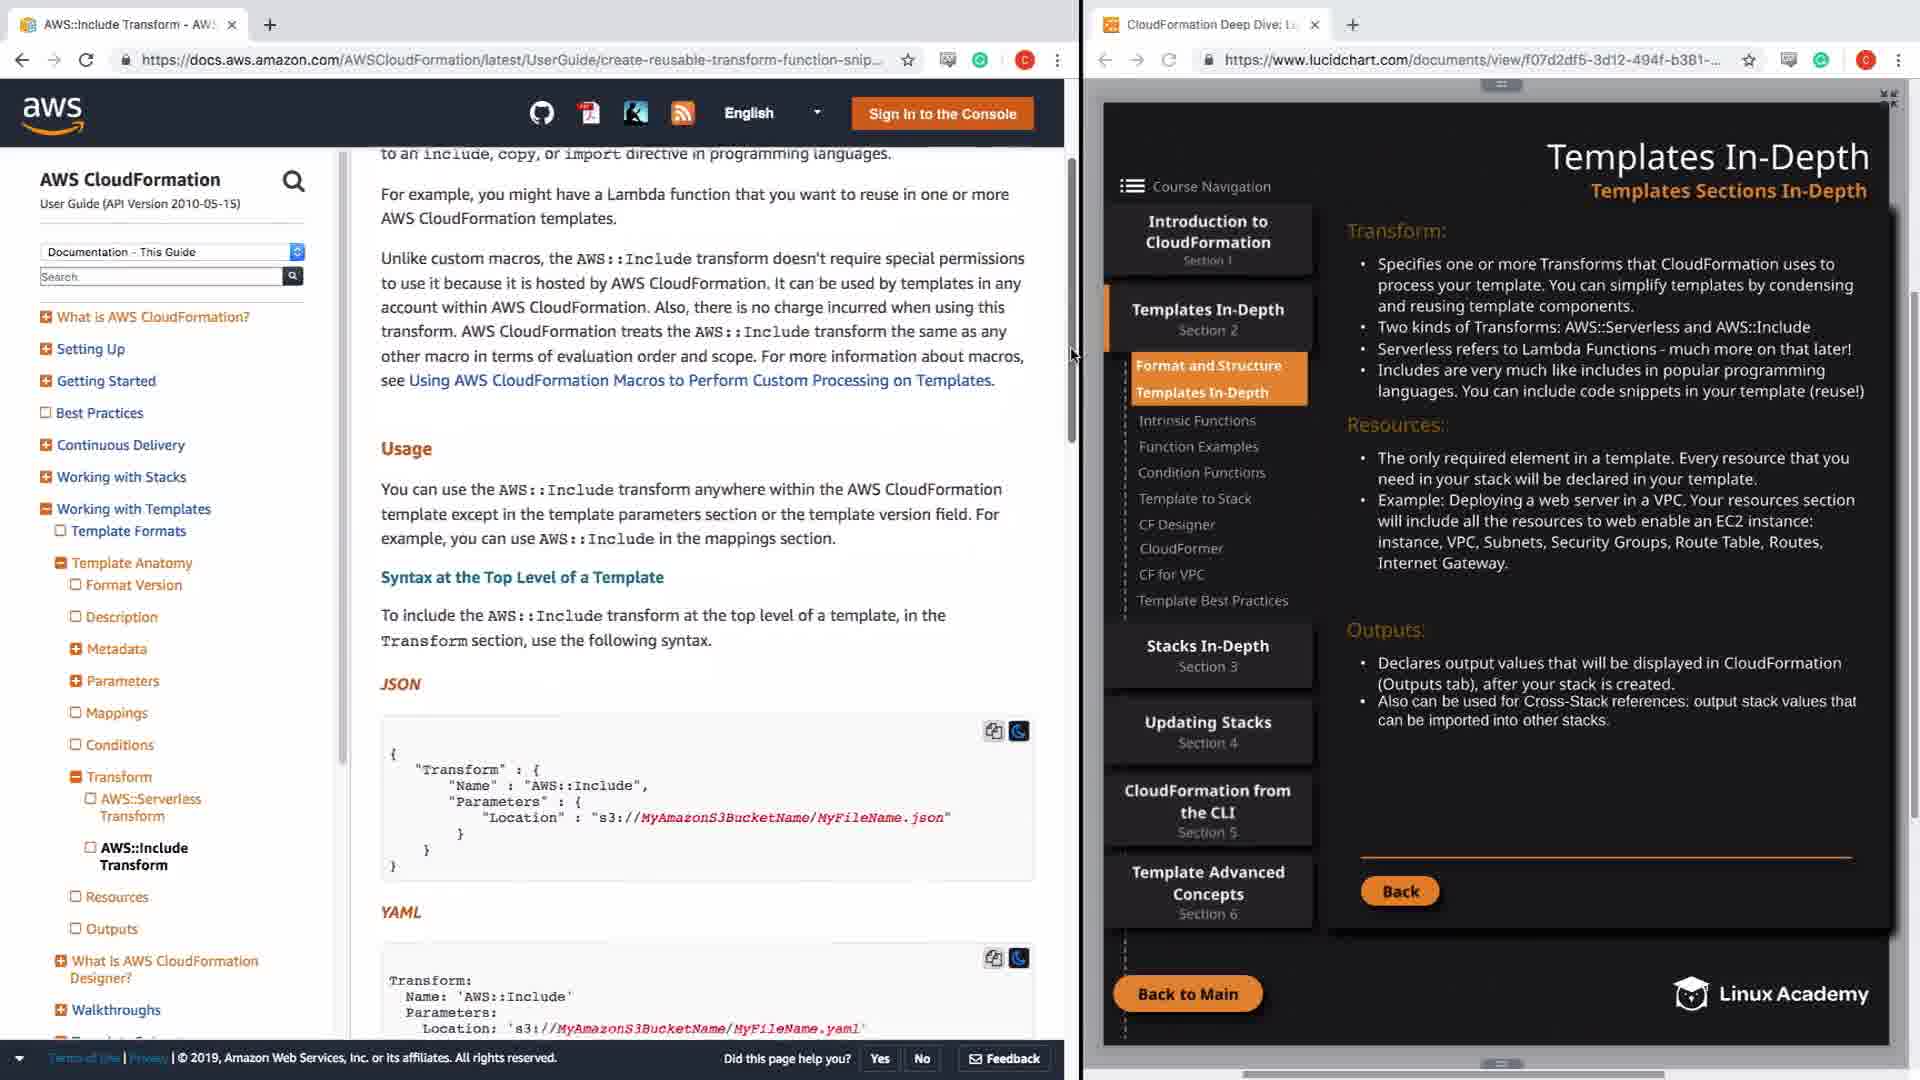 AWS::Include Transform - AWS
https://docs.aws.amazon.com/AWSCloudFormation/latest/UserGuide/create-reusable-transform-function-snip...
C
aws
English
Sign In to the Console
AWS CloudFormation
User Guide (API Version 2010-05-15)
Documentation - This Guide
Search
What is AWS CloudFormation?
Setting Up
Getting Started
Best Practices
Continuous Delivery
Working with Stacks
Working with Templates
Template Formats
Template Anatomy
Format Version
Description
Metadata
Parameters
Mappings
Conditions
Transform
AWS::Serverless
Transform
AWS::Include
Transform
Resources
Outputs
What Is AWS CloudFormation
Designer?
Walkthroughs
to an include, copy, or import directive in programming languages.
For example, you might have a Lambda function that you want to reuse in one or more
AWS CloudFormation templates.
Unlike custom macros, the AWS::Include transform doesn't require special permissions
to use it because it is hosted by AWS CloudFormation. It can be used by templates in any
account within AWS CloudFormation. Also, there is no charge incurred when using this
transform. AWS CloudFormation treats the AWS::Include transform the same as any
other macro in terms of evaluation order and scope. For more information about macros,
see Using AWS CloudFormation Macros to Perform Custom Processing on Templates.
Usage
You can use the AWS::Include transform anywhere within the AWS CloudFormation
template except in the template parameters section or the template version field. For
example, you can use AWS::Include in the mappings section.
Syntax at the Top Level of a Template
To include the AWS::Include transform at the top level of a template, in the
Transform section, use the following syntax.
JSON
{
"Transform" : {
"Name" : "AWS::Include",
"Parameters" : {
"Location" : "s3://MyAmazonS3BucketName/MyFileName.json"
}
}
}
YAML
Transform:
Name: 'AWS::Include'
Parameters:
Location: 's3://MyAmazonS3BucketName/MyFileName.yaml'
Terms of Use | Privacy | © 2019, Amazon Web Services, Inc. or its affiliates. All rights reserved.
Did this page help you?
Yes
No
Feedback
CloudFormation Deep Dive: L
https://www.lucidchart.com/documents/view/f07d2df5-3d12-494f-b381-...
C
Templates In-Depth
Templates Sections In-Depth
Course Navigation
Introduction to
CloudFormation
Section 1
Templates In-Depth
Section 2
Format and Structure
Templates In-Depth
Intrinsic Functions
Function Examples
Condition Functions
Template to Stack
CF Designer
CloudFormer
CF for VPC
Template Best Practices
Stacks In-Depth
Section 3
Updating Stacks
Section 4
CloudFormation from
the CLI
Section 5
Template Advanced
Concepts
Section 6
Back to Main
Transform:
• Specifies one or more Transforms that CloudFormation uses to
process your template. You can simplify templates by condensing
and reusing template components.
• Two kinds of Transforms: AWS::Serverless and AWS::Include
• Serverless refers to Lambda Functions - much more on that later!
• Includes are very much like includes in popular programming
languages. You can include code snippets in your template (reuse!)
Resources:
• The only required element in a template. Every resource that you
need in your stack will be declared in your template.
• Example: Deploying a web server in a VPC. Your resources section
will include all the resources to web enable an EC2 instance:
instance, VPC, Subnets, Security Groups, Route Table, Routes,
Internet Gateway.
Outputs:
• Declares output values that will be displayed in CloudFormation
(Outputs tab), after your stack is created.
• Also can be used for Cross-Stack references: output stack values that
can be imported into other stacks.
Back
Linux Academy